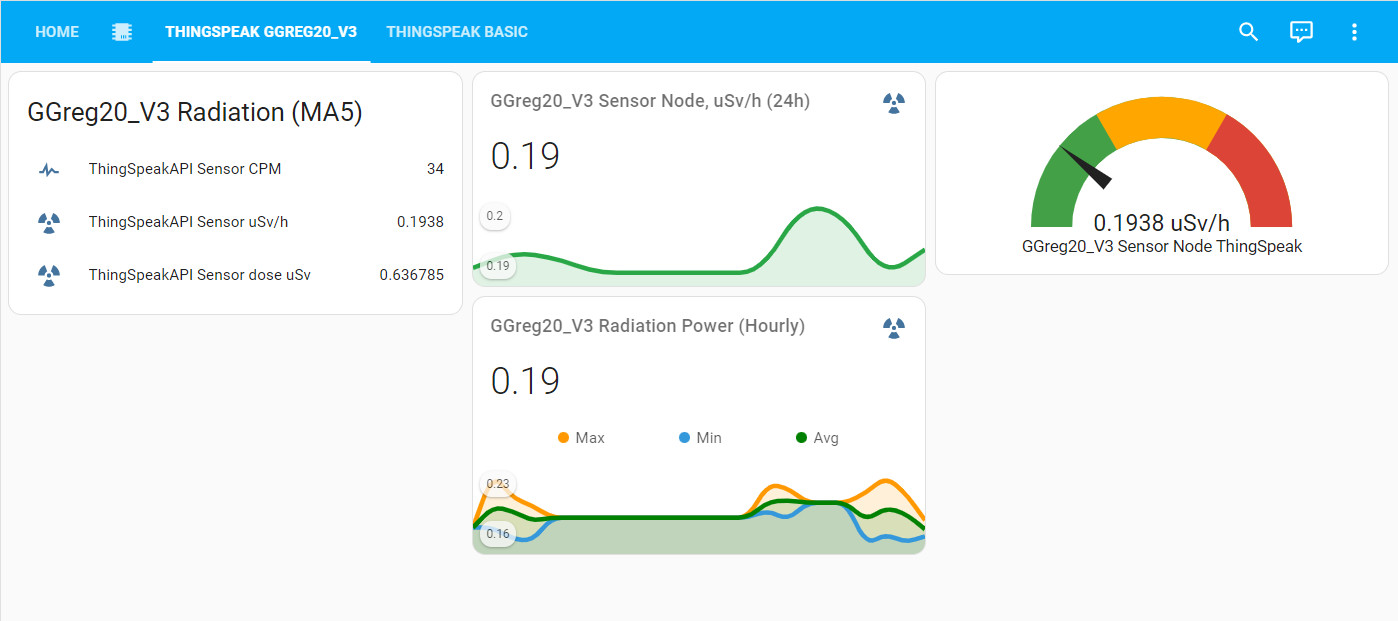 HOME
THINGSPEAK GGREG20_V3
THINGSPEAK BASIC
GGreg20_V3 Radiation (MA5)
ThingSpeakAPI Sensor CPM 34
ThingSpeakAPI Sensor uSv/h 0.1938
ThingSpeakAPI Sensor dose uSv 0.636785
GGreg20_V3 Sensor Node, uSv/h (24h)
0.19
0.2
0.19
GGreg20_V3 Radiation Power (Hourly)
0.19
Max Min Avg
0.23
0.16
0.1938 uSv/h
GGreg20_V3 Sensor Node ThingSpeak